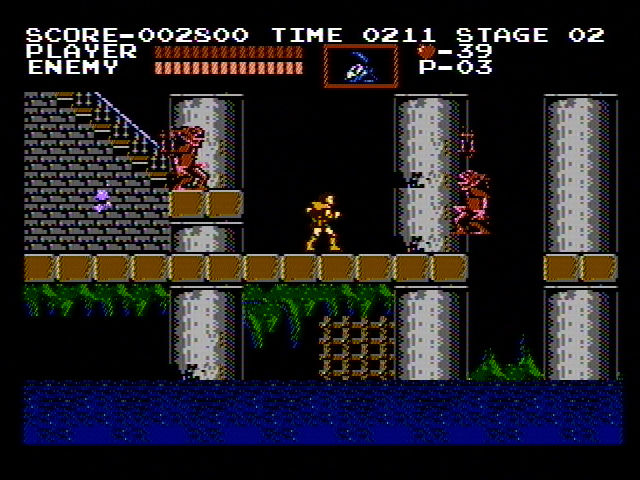 SCORE-002800 TIME 0211 STAGE 02
PLAYER -39
ENEMY P-03